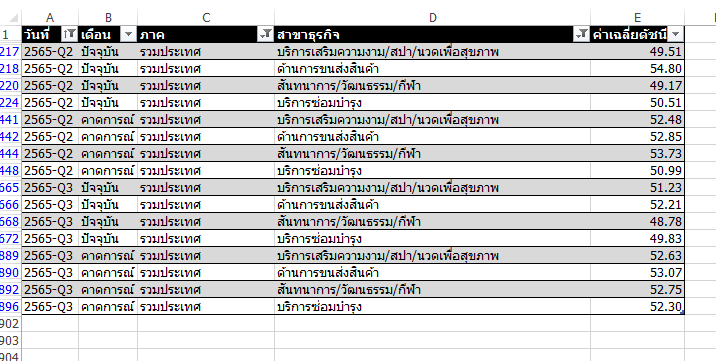 A B C D E
1 วันที่ เดือน ภาค สาขาธุรกิจ ค่าเฉลี่ยดัชนี
217 2565-Q2 ปัจจุบัน รวมประเทศ บริการเสริมความงาม/สปา/นวดเพื่อสุขภาพ 49.51
218 2565-Q2 ปัจจุบัน รวมประเทศ ด้านการขนส่งสินค้า 54.80
220 2565-Q2 ปัจจุบัน รวมประเทศ สันทนาการ/วัฒนธรรม/กีฬา 49.17
224 2565-Q2 ปัจจุบัน รวมประเทศ บริการซ่อมบำรุง 50.51
441 2565-Q2 คาดการณ์ รวมประเทศ บริการเสริมความงาม/สปา/นวดเพื่อสุขภาพ 52.48
442 2565-Q2 คาดการณ์ รวมประเทศ ด้านการขนส่งสินค้า 52.85
444 2565-Q2 คาดการณ์ รวมประเทศ สันทนาการ/วัฒนธรรม/กีฬา 53.73
448 2565-Q2 คาดการณ์ รวมประเทศ บริการซ่อมบำรุง 50.99
665 2565-Q3 ปัจจุบัน รวมประเทศ บริการเสริมความงาม/สปา/นวดเพื่อสุขภาพ 51.23
666 2565-Q3 ปัจจุบัน รวมประเทศ ด้านการขนส่งสินค้า 52.21
668 2565-Q3 ปัจจุบัน รวมประเทศ สันทนาการ/วัฒนธรรม/กีฬา 48.78
672 2565-Q3 ปัจจุบัน รวมประเทศ บริการซ่อมบำรุง 49.83
889 2565-Q3 คาดการณ์ รวมประเทศ บริการเสริมความงาม/สปา/นวดเพื่อสุขภาพ 52.63
890 2565-Q3 คาดการณ์ รวมประเทศ ด้านการขนส่งสินค้า 53.07
892 2565-Q3 คาดการณ์ รวมประเทศ สันทนาการ/วัฒนธรรม/กีฬา 52.75
896 2565-Q3 คาดการณ์ รวมประเทศ บริการซ่อมบำรุง 52.30
902
903
904